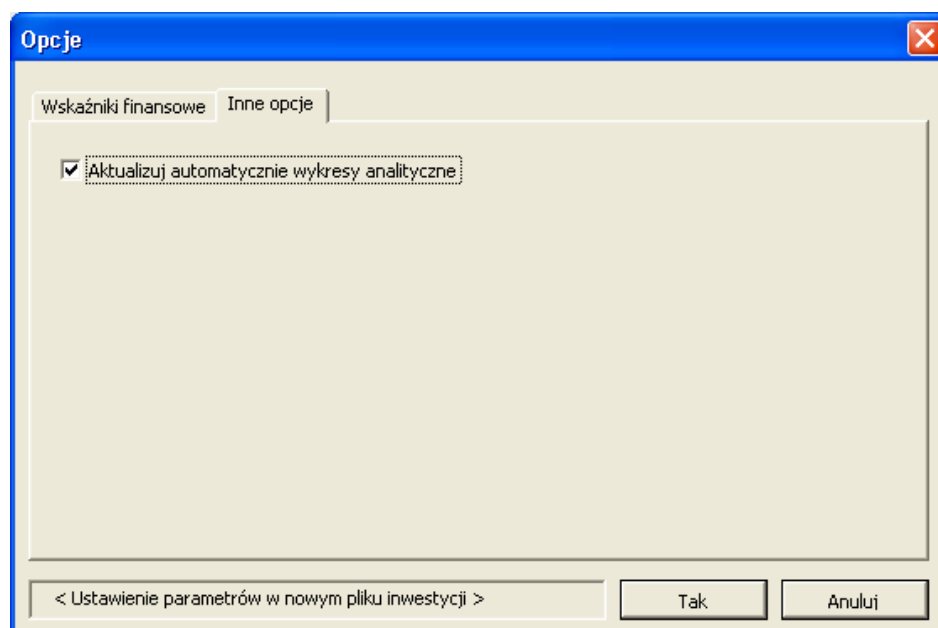 Opcje
Wskaźniki finansowe Inne opcje
Aktualizuj automatycznie wykresy analityczne
< Ustawienie parametrów w nowym pliku inwestycji > Tak Anuluj